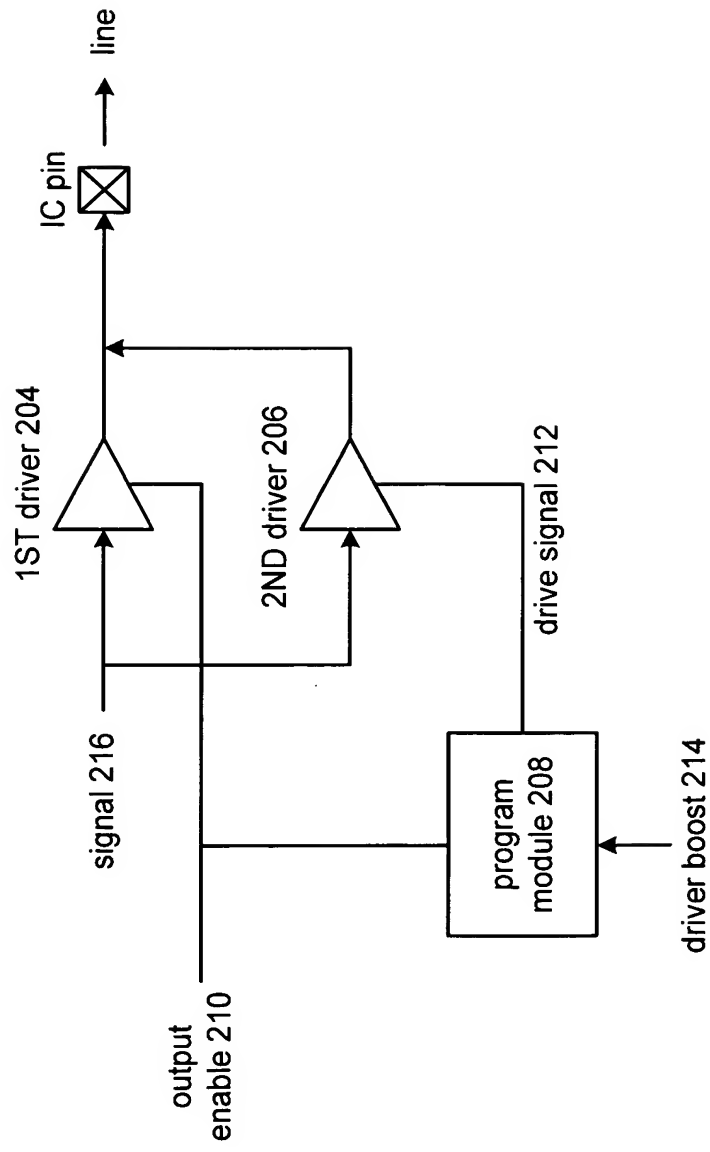 output
enable 210
signal 216
1ST driver 204
IC pin
line
2ND driver 206
program
module 208
drive signal 212
driver boost 214